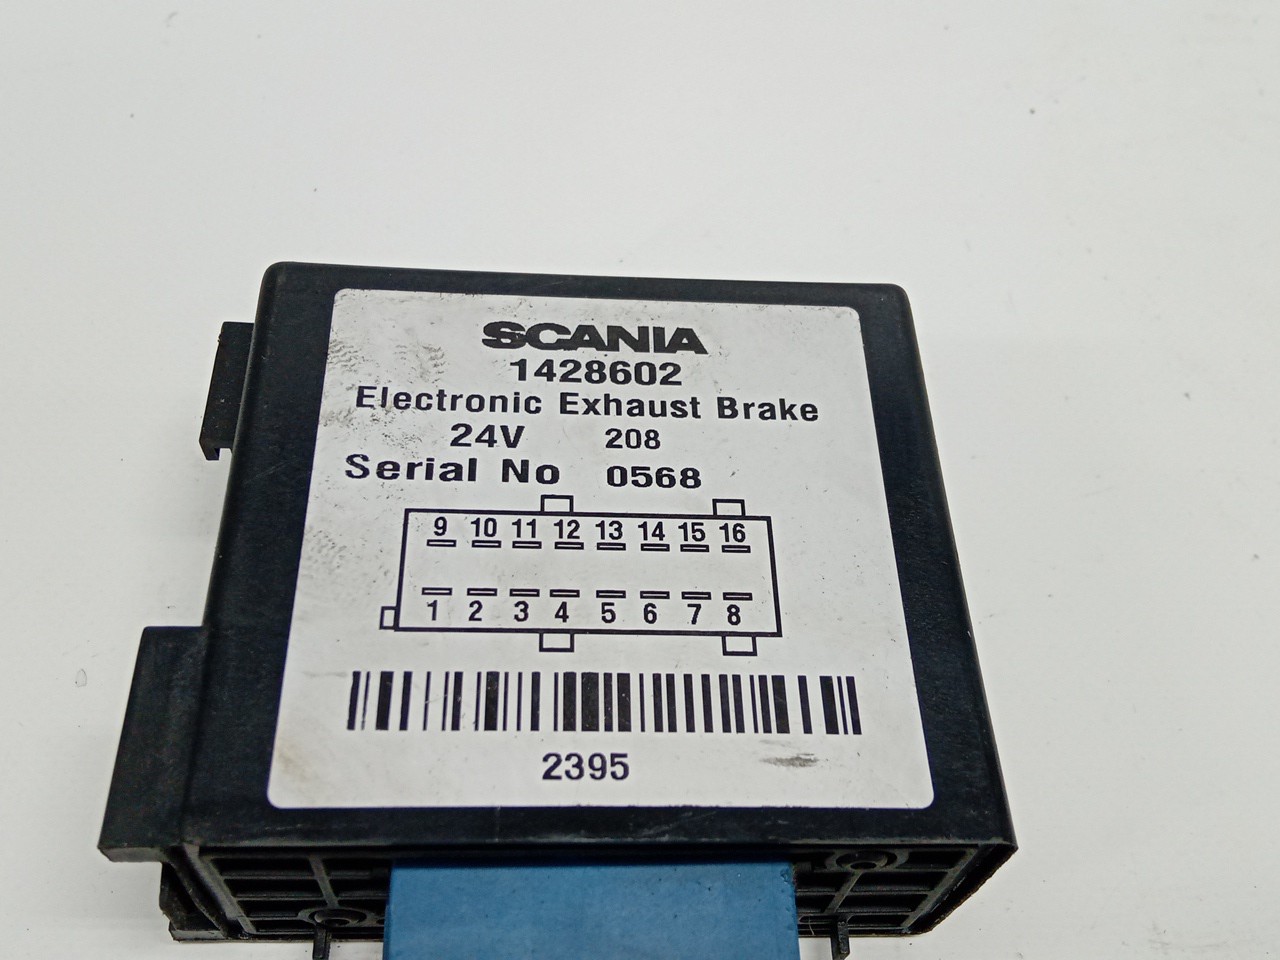 SCANIA
1428602
Electronic Exhaust Brake
24V 208
Serial No 0568
9 10 11 12 13 14 15 16
1 2 3 4 5 6 7 8
2395